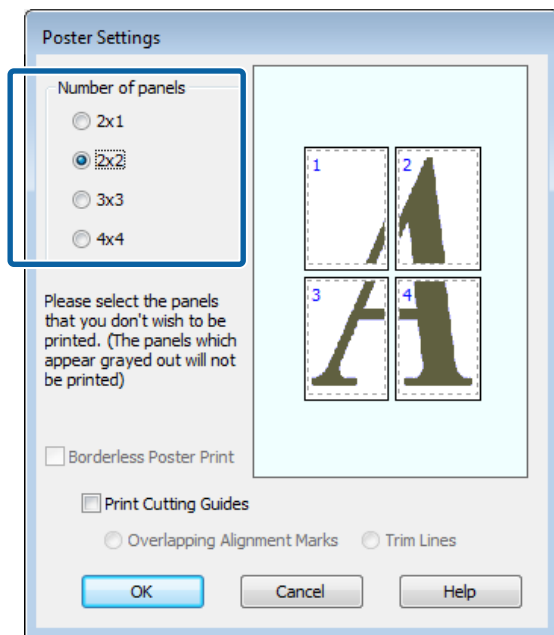 Poster Settings
Number of panels
2x1
2x2
3x3
4x4
1 2
3 4
Please select the panels
that you don't wish to be
printed. (The panels which
appear grayed out will not
be printed)
Borderless Poster Print
Print Cutting Guides
Overlapping Alignment Marks Trim Lines
OK Cancel Help